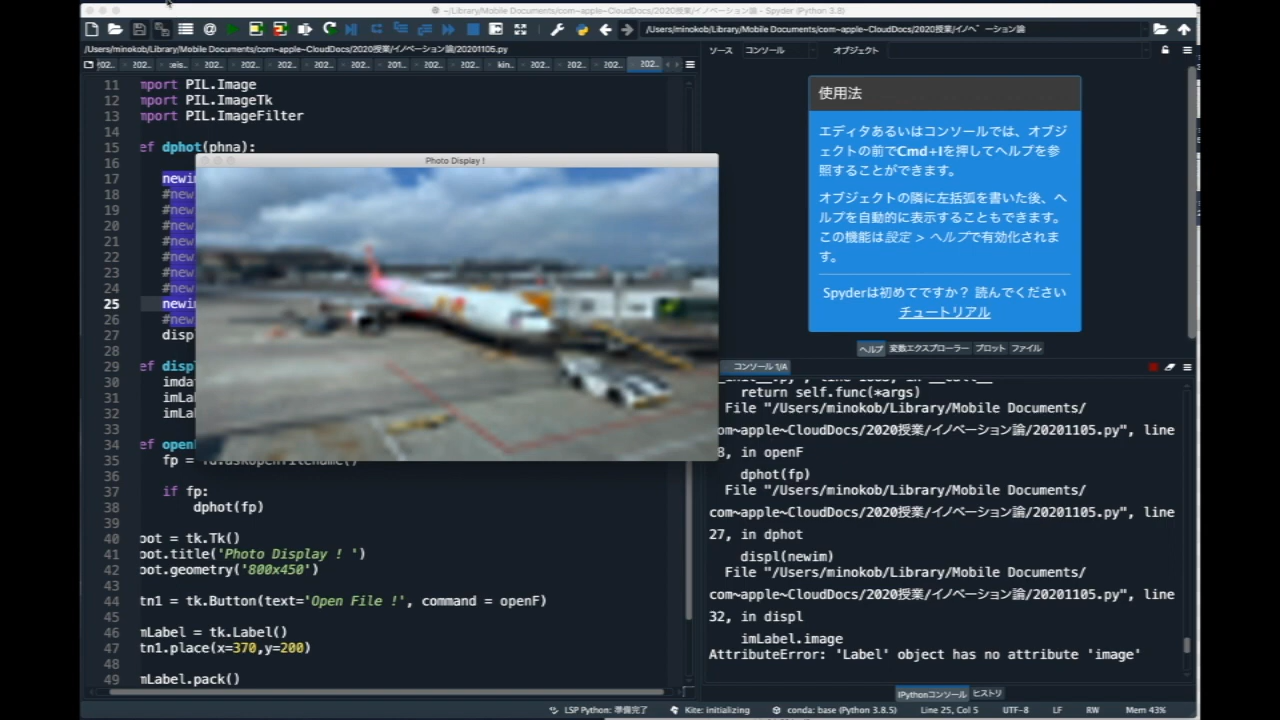 ~/Library/Mobile Documents/com~apple~CloudDocs/2020授業/イノベーション論 - Spyder (Python 3.8)
/Users/minokob/Library/Mobile Documents/com~apple~CloudDocs/2020授業/イノベーション論
/Users/minokob/Library/Mobile Documents/com~apple~CloudDocs/2020授業/イノベーション論/20201105.py
ソース コンソール オブジェクト
202.. 202.. 202.. 202.. 202.. 202.. 201.. 202.. 202.. kin.. 202.. 202.. 202.. 202..
11 mport PIL.Image
12 mport PIL.ImageTk
13 mport PIL.ImageFilter
14
15 ef dphot(phna):
16
17 newi
18 #new
19 #new
20 #new
21 #new
22 #new
23 #new
24 #new
25 newi
26 #new
27 disp
28
29 ef disp
30 imda
31 imLa
32 imLa
33
34 ef open
35 fp = fd.askopenfilename()
36
37 if fp:
38 dphot(fp)
39
40 oot = tk.Tk()
41 oot.title('Photo Display ! ')
42 oot.geometry('800x450')
43
44 tn1 = tk.Button(text='Open File !', command = openF)
45
46 mLabel = tk.Label()
47 tn1.place(x=370,y=200)
48
49 mLabel.pack()
Photo Display !
使用法
エディタあるいはコンソールでは、オブジ
ェクトの前でCmd+Iを押してヘルプを参
照することができます。
オブジェクトの隣に左括弧を書いた後、ヘ
ルプを自動的に表示することもできます。
この機能は設定 > ヘルプで有効化されま
す。
Spyderは初めてですか？ 読んでください
チュートリアル
ヘルプ 変数エクスプローラー プロット ファイル
コンソール 1/A
return self.func(*args)
File "/Users/minokob/Library/Mobile Documents/
om~apple~CloudDocs/2020授業/イノベーション論/20201105.py", line
8, in openF
dphot(fp)
File "/Users/minokob/Library/Mobile Documents/
com~apple~CloudDocs/2020授業/イノベーション論/20201105.py", line
27, in dphot
displ(newim)
File "/Users/minokob/Library/Mobile Documents/
com~apple~CloudDocs/2020授業/イノベーション論/20201105.py", line
32, in displ
imLabel.image
AttributeError: 'Label' object has no attribute 'image'
IPythonコンソール ヒストリ
LSP Python: 準備完了 Kite: initializing conda: base (Python 3.8.5) Line 25, Col 5 UTF-8 LF RW Mem 43%